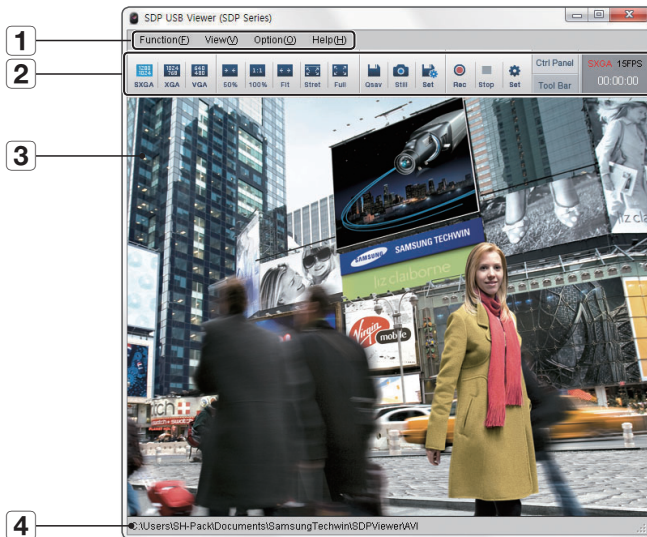 SDP USB Viewer (SDP Series)
1
Function(F) View(V) Option(O) Help(H)
2
1280 1024 SXGA
1024 768 XGA
640 480 VGA
50%
1:1 100%
Fit
Stret
Full
Qsav
Still
Set
Rec
Stop
Set
Ctrl Panel
Tool Bar
SXGA 15FPS
00:00:00
3
SAMSUNG
SAMSUNG TECHWIN
liz claiborne
Virgin
mobile
4
C:\Users\SH-Pack\Documents\SamsungTechwin\SDPViewer\AVI